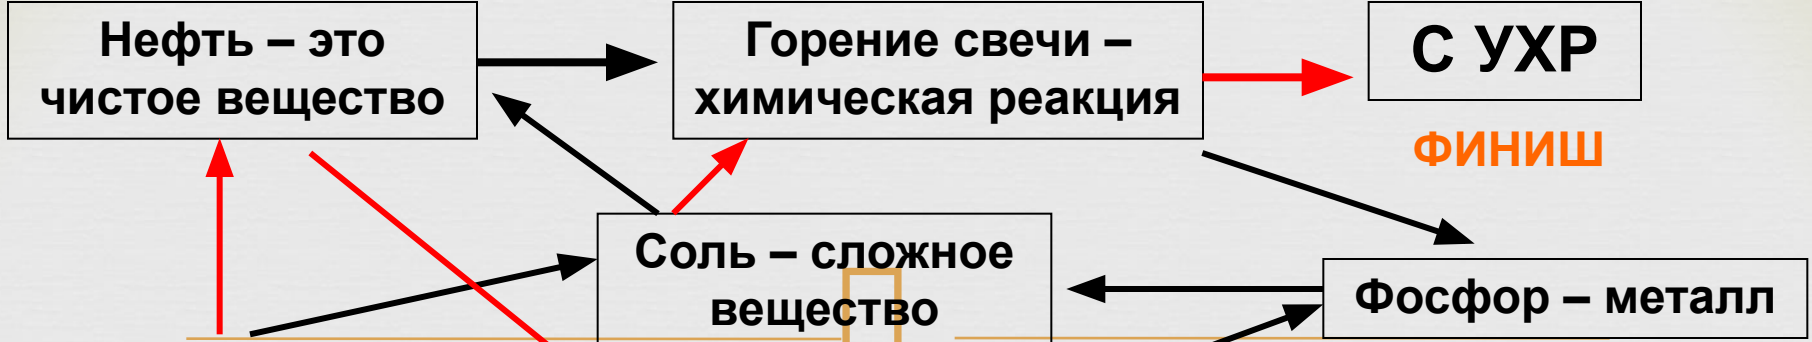 Нефть – это
чистое вещество
Горение свечи –
химическая реакция
С УХР
ФИНИШ
Соль – сложное
вещество
Фосфор – металл